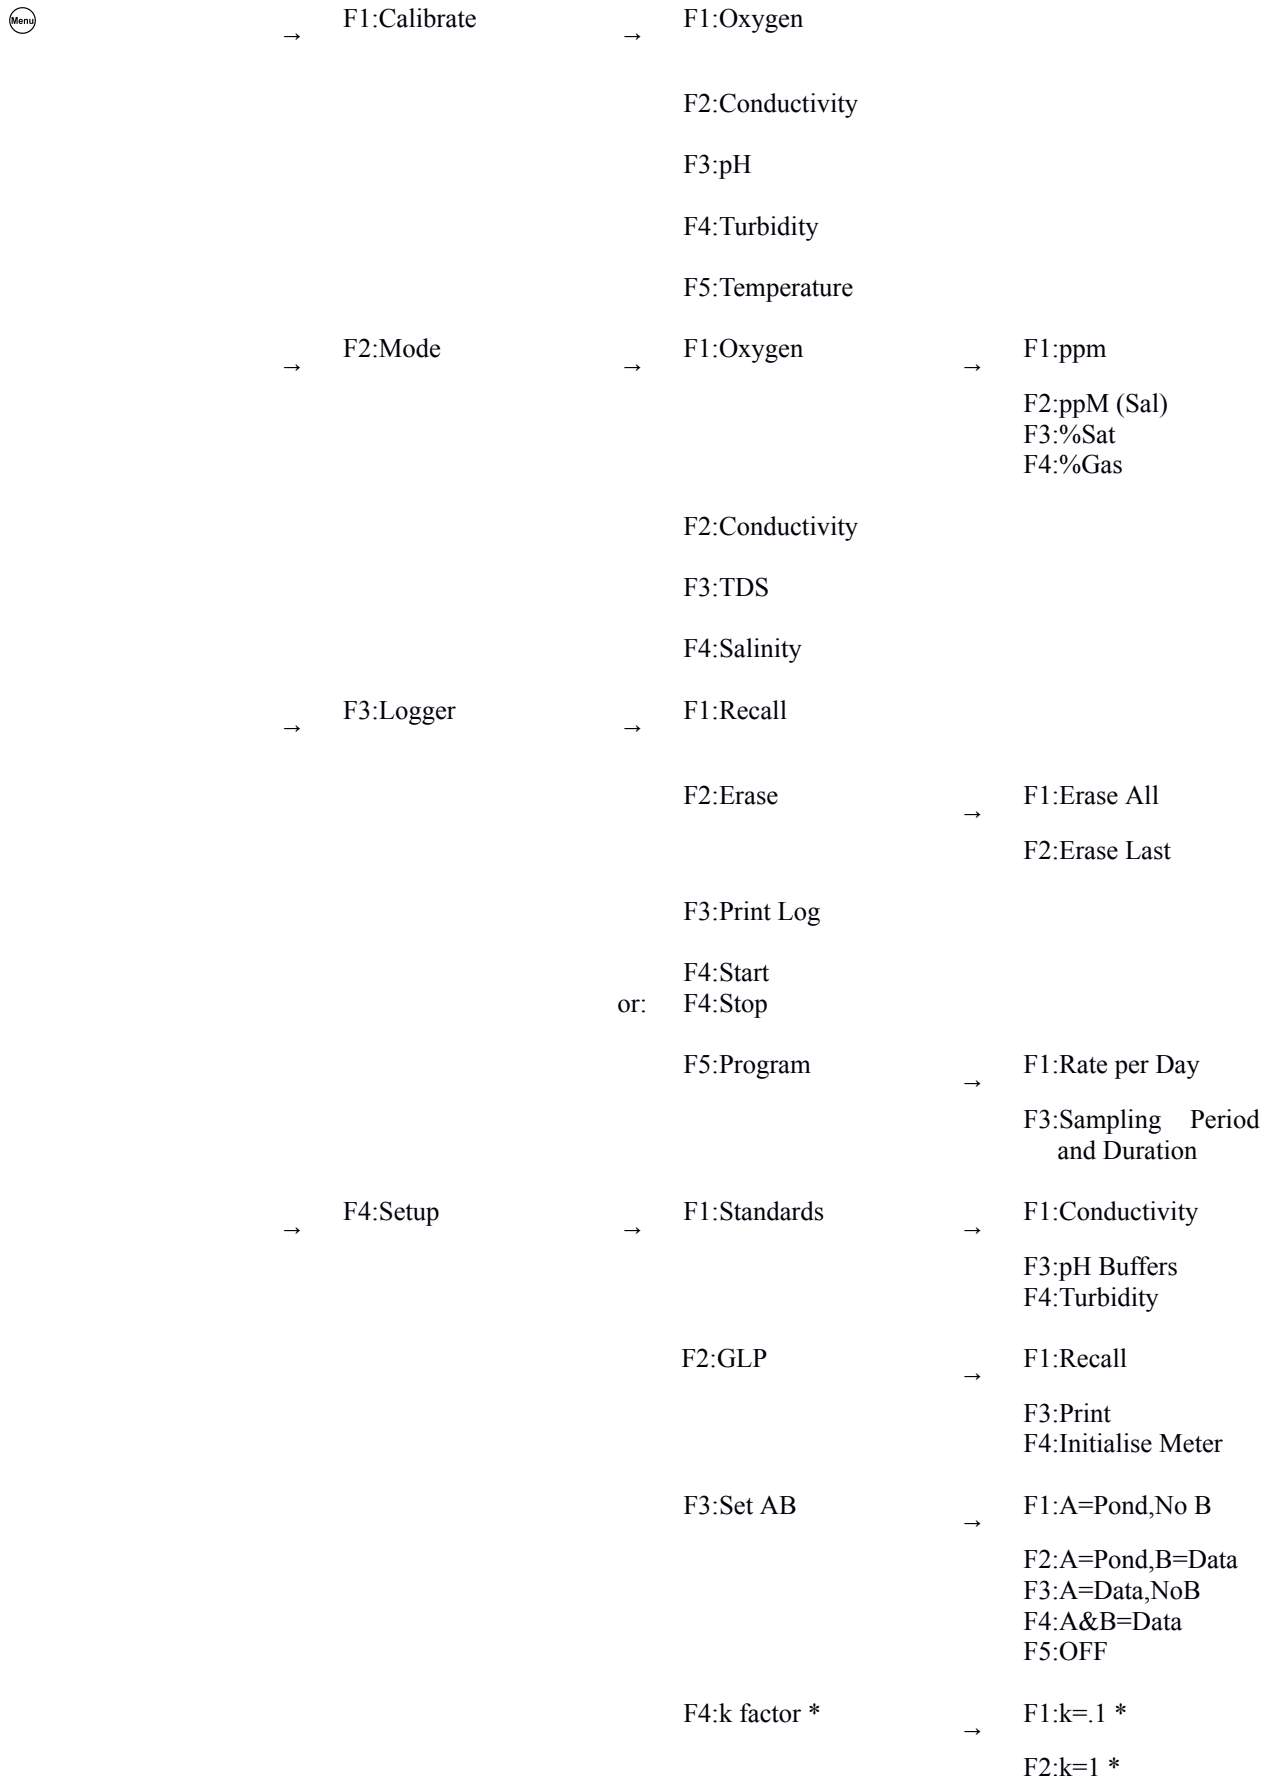 Menu → F1:Calibrate → F1:Oxygen
F2:Conductivity
F3:pH
F4:Turbidity
F5:Temperature
→ F2:Mode → F1:Oxygen → F1:ppm
F2:ppM (Sal)
F3:%Sat
F4:%Gas
F2:Conductivity
F3:TDS
F4:Salinity
→ F3:Logger → F1:Recall
F2:Erase → F1:Erase All
F2:Erase Last
F3:Print Log
F4:Start
or: F4:Stop
F5:Program → F1:Rate per Day
F3:Sampling Period
and Duration
→ F4:Setup → F1:Standards → F1:Conductivity
F3:pH Buffers
F4:Turbidity
F2:GLP → F1:Recall
F3:Print
F4:Initialise Meter
F3:Set AB → F1:A=Pond,No B
F2:A=Pond,B=Data
F3:A=Data,NoB
F4:A&B=Data
F5:OFF
F4:k factor * → F1:k=.1 *
F2:k=1 *